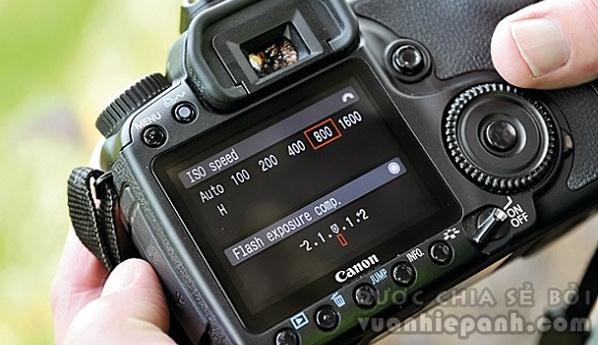 MENU
ISO speed
Auto 100 200 400 800 1600
H
Flash exposure comp.
-2.1.0.1.+2
Canon
JUMP
INFO.
ON
OFF
ĐƯỢC CHIA SẺ BỞI
vuanhiepanh.com